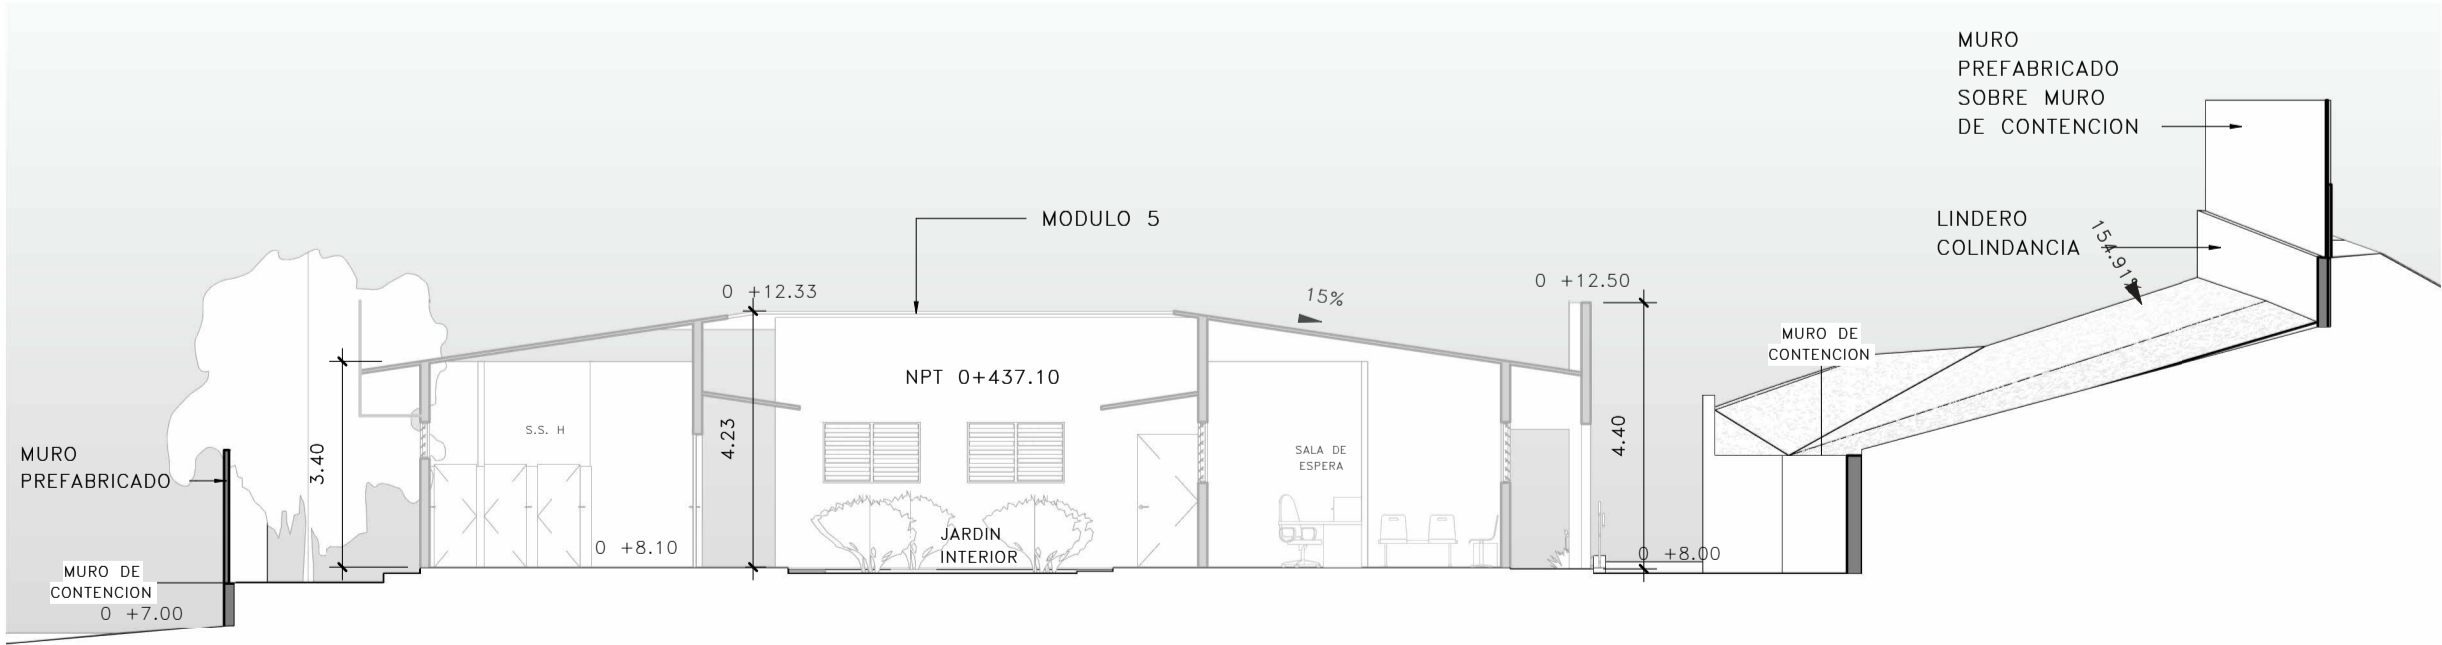 MURO
PREFABRICADO
SOBRE MURO
DE CONTENCION
MODULO 5
LINDERO
COLINDANCIA
154.91%
0 +12.33
15%
0 +12.50
MURO DE
CONTENCION
NPT 0+437.10
S.S. H
3.40
4.23
4.40
SALA DE
ESPERA
MURO
PREFABRICADO
JARDIN
INTERIOR
0 +8.10
0 +8.00
MURO DE
CONTENCION
0 +7.00